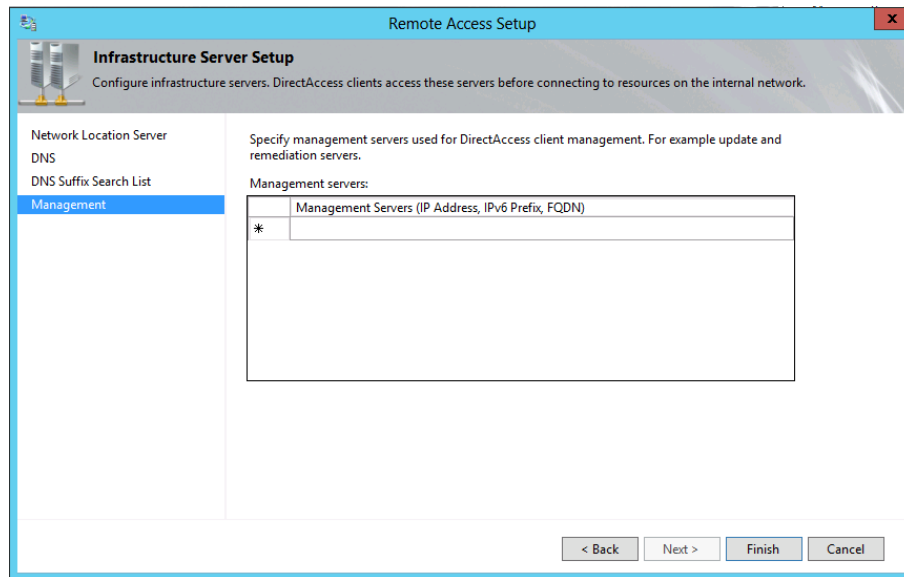 Remote Access Setup
x
Infrastructure Server Setup
Configure infrastructure servers. DirectAccess clients access these servers before connecting to resources on the internal network.
Network Location Server
DNS
DNS Suffix Search List
Management
Specify management servers used for DirectAccess client management. For example update and
remediation servers.
Management servers:
Management Servers (IP Address, IPv6 Prefix, FQDN)
*
< Back
Next >
Finish
Cancel